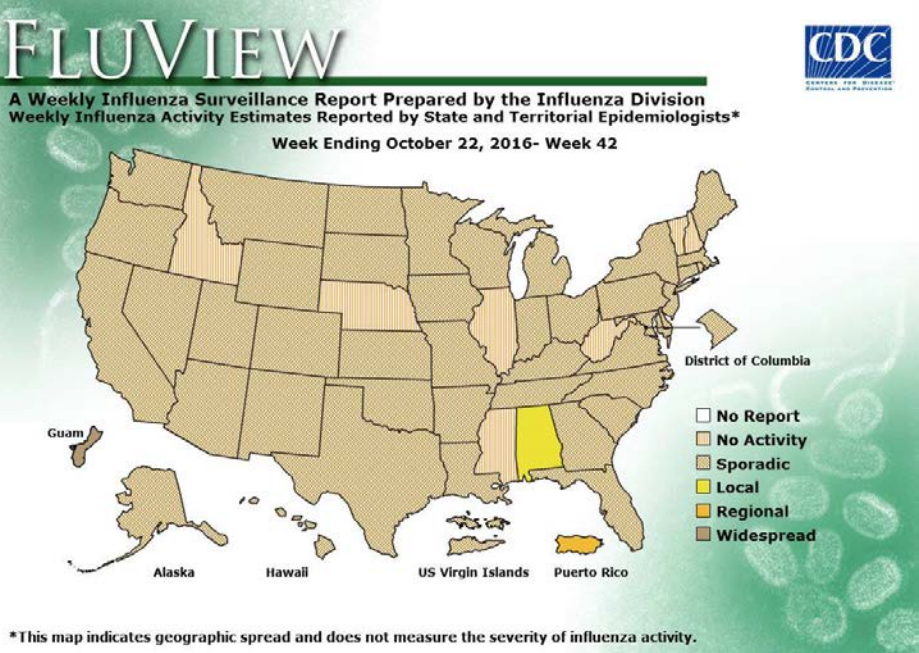 FLUVIEW
CDC
CENTERS FOR DISEASE
CONTROL AND PREVENTION
A Weekly Influenza Surveillance Report Prepared by the Influenza Division
Weekly Influenza Activity Estimates Reported by State and Territorial Epidemiologists*
Week Ending October 22, 2016- Week 42
District of Columbia
No Report
No Activity
Sporadic
Local
Regional
Widespread
Guam
Alaska
Hawaii
US Virgin Islands
Puerto Rico
*This map indicates geographic spread and does not measure the severity of influenza activity.